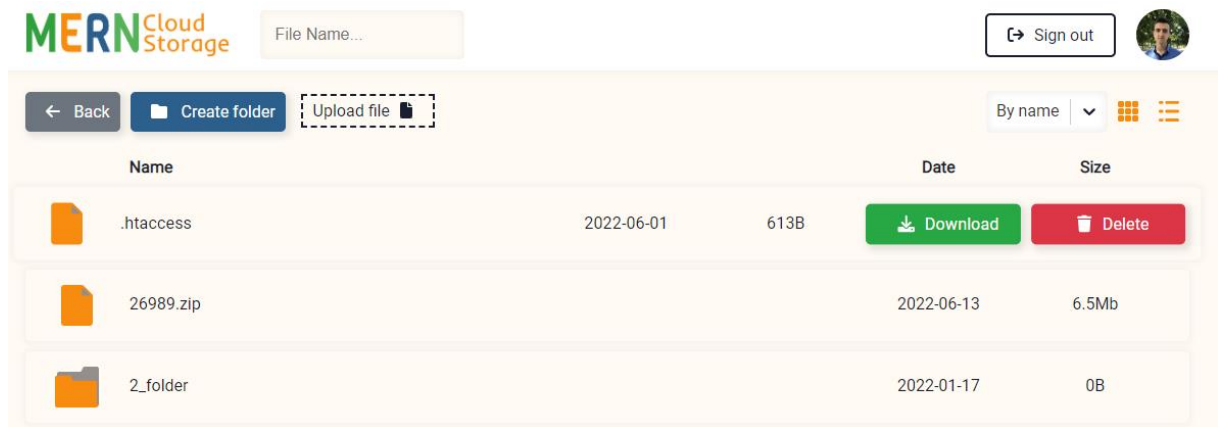 MERN Cloud Storage
File Name...
Sign out
Back
Create folder
Upload file
By name
Name Date Size
.htaccess 2022-06-01 613B Download Delete
26989.zip 2022-06-13 6.5Mb
2_folder 2022-01-17 0B